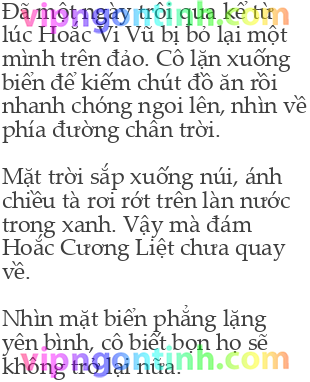 Đã một ngày trôi qua kể từ
lúc Hoắc Vi Vũ bị bỏ lại một
mình trên đảo. Cô lặn xuống
biển để kiếm chút đồ ăn rồi
nhanh chóng ngoi lên, nhìn về
phía đường chân trời.
Mặt trời sắp xuống núi, ánh
chiều tà rơi rớt trên làn nước
trong xanh. Vậy mà đám
Hoắc Cương Liệt chưa quay
về.
Nhìn mặt biển phẳng lặng
yên bình, cô biết bọn họ sẽ
không trở lại nữa.
vipngontinh.com
vipngontinh.com
vipngontinh.com